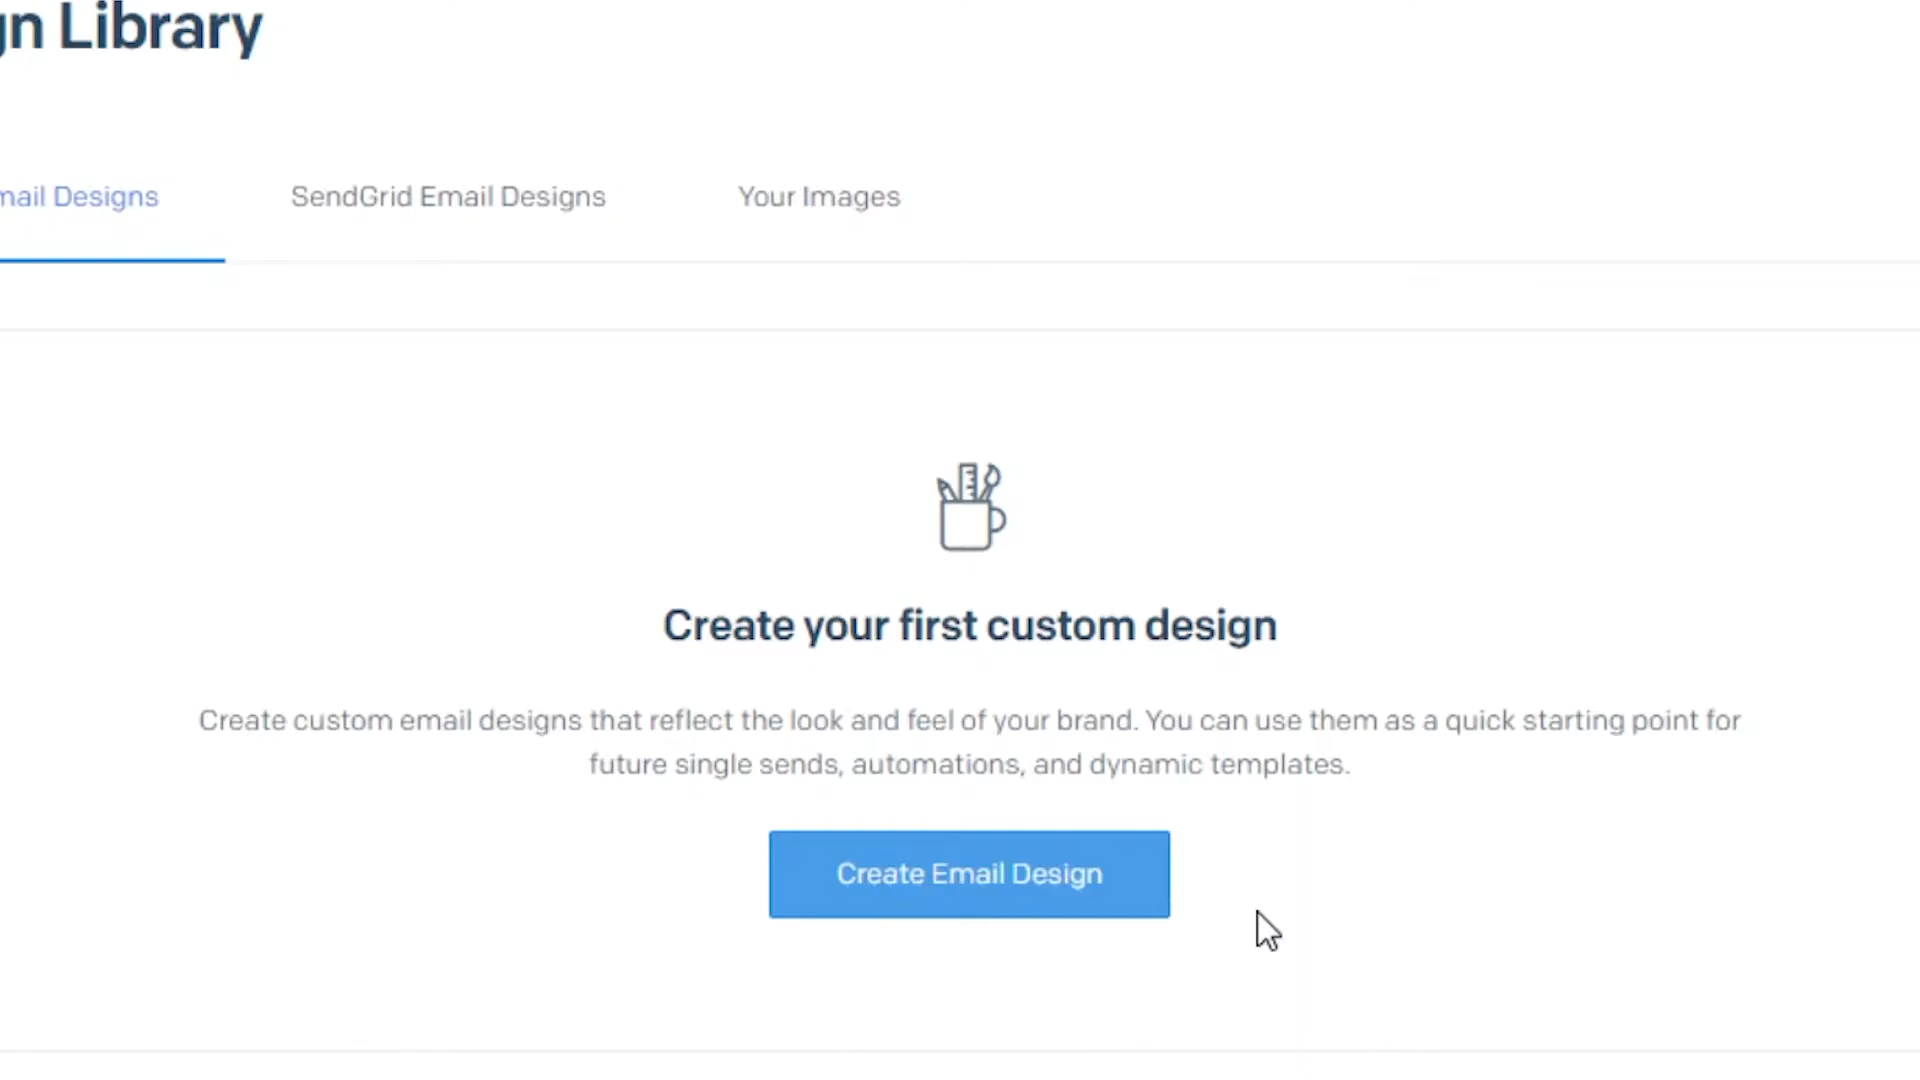 gn Library
mail Designs
SendGrid Email Designs
Your Images
Create your first custom design
Create custom email designs that reflect the look and feel of your brand. You can use them as a quick starting point for
future single sends, automations, and dynamic templates.
Create Email Design